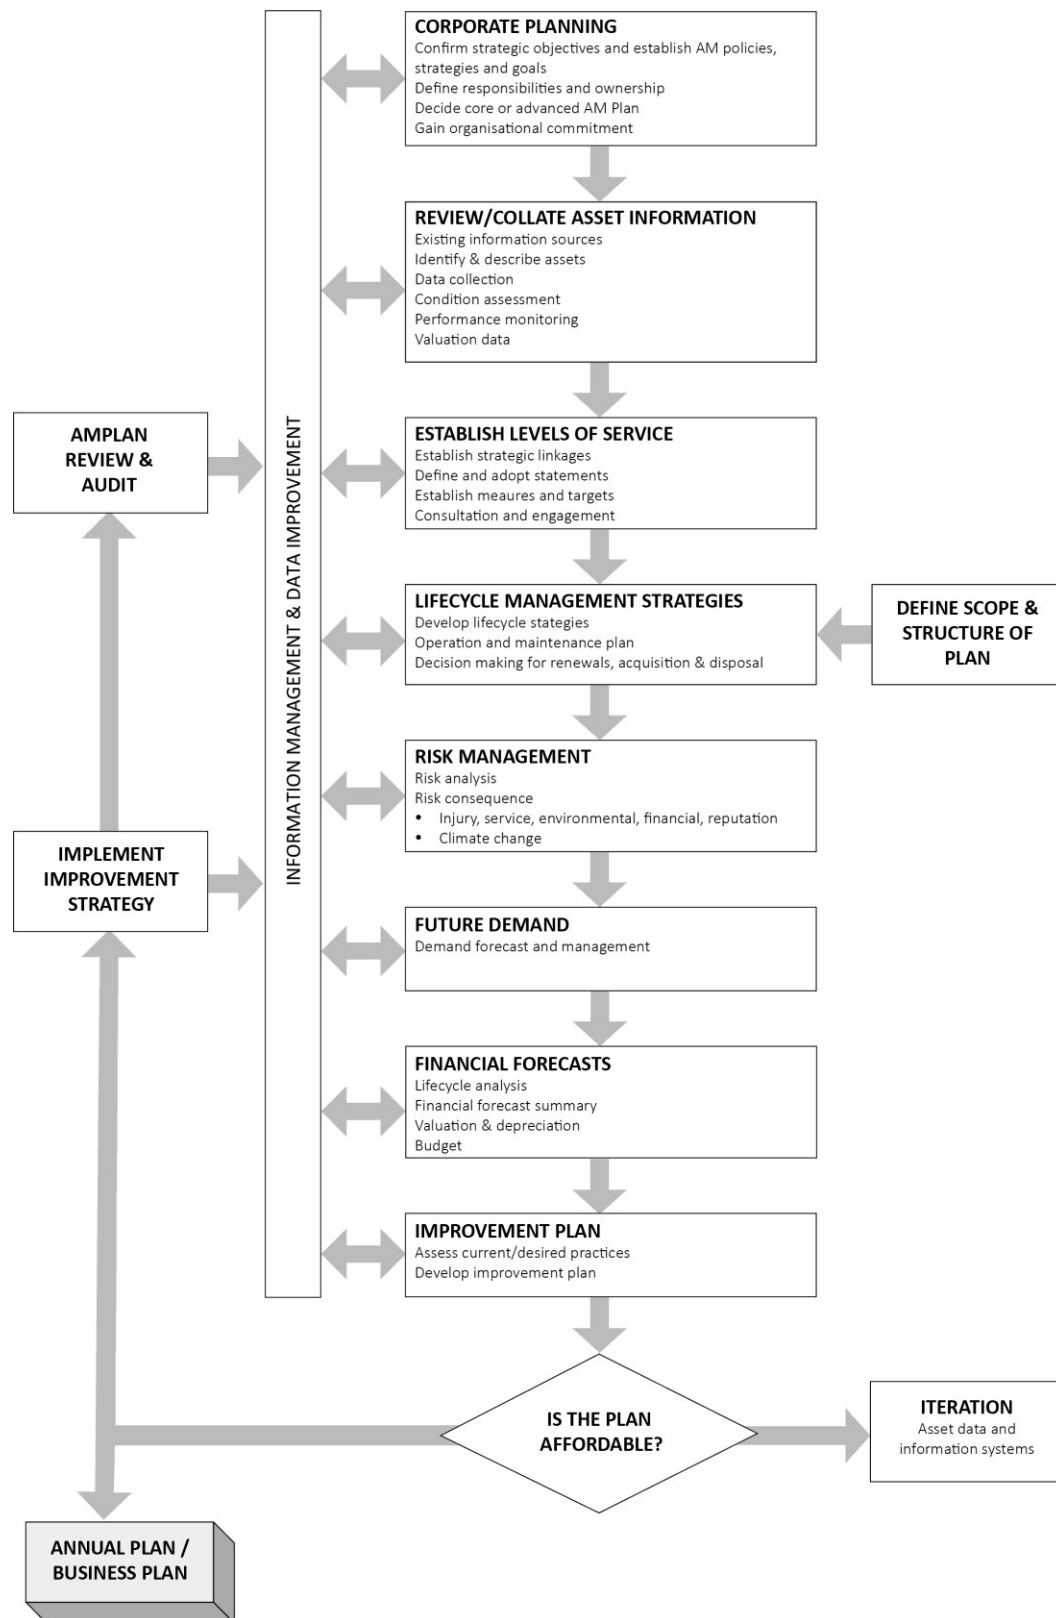 CORPORATE PLANNING
Confirm strategic objectives and establish AM policies,
strategies and goals
Define responsibilities and ownership
Decide core or advanced AM Plan
Gain organisational commitment
REVIEW/COLLATE ASSET INFORMATION
Existing information sources
Identify & describe assets
Data collection
Condition assessment
Performance monitoring
Valuation data
AMPLAN
REVIEW &
AUDIT
INFORMATION MANAGEMENT & DATA IMPROVEMENT
ESTABLISH LEVELS OF SERVICE
Establish strategic linkages
Define and adopt statements
Establish measures and targets
Consultation and engagement
LIFECYCLE MANAGEMENT STRATEGIES
Develop lifecycle stategies
Operation and maintenance plan
Decision making for renewals, acquisition & disposal
DEFINE SCOPE &
STRUCTURE OF
PLAN
RISK MANAGEMENT
Risk analysis
Risk consequence
• Injury, service, environmental, financial, reputation
• Climate change
IMPLEMENT
IMPROVEMENT
STRATEGY
FUTURE DEMAND
Demand forecast and management
FINANCIAL FORECASTS
Lifecycle analysis
Financial forecast summary
Valuation & depreciation
Budget
IMPROVEMENT PLAN
Assess current/desired practices
Develop improvement plan
IS THE PLAN
AFFORDABLE?
ITERATION
Asset data and
information systems
ANNUAL PLAN /
BUSINESS PLAN